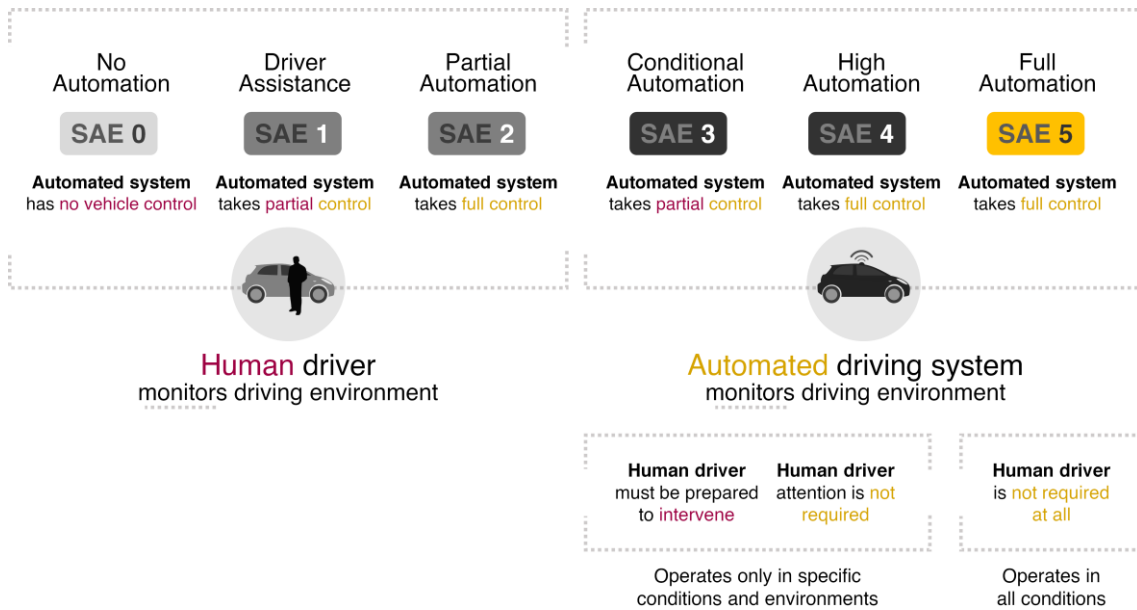 No
Automation
SAE 0
Automated system
has no vehicle control
Driver
Assistance
SAE 1
Automated system
takes partial control
Partial
Automation
SAE 2
Automated system
takes full control
Human driver
monitors driving environment
Conditional
Automation
SAE 3
Automated system
takes partial control
High
Automation
SAE 4
Automated system
takes full control
Full
Automation
SAE 5
Automated system
takes full control
Automated driving system
monitors driving environment
Human driver
must be prepared
to intervene
Human driver
attention is not
required
Operates only in specific
conditions and environments
Human driver
is not required
at all
Operates in
all conditions